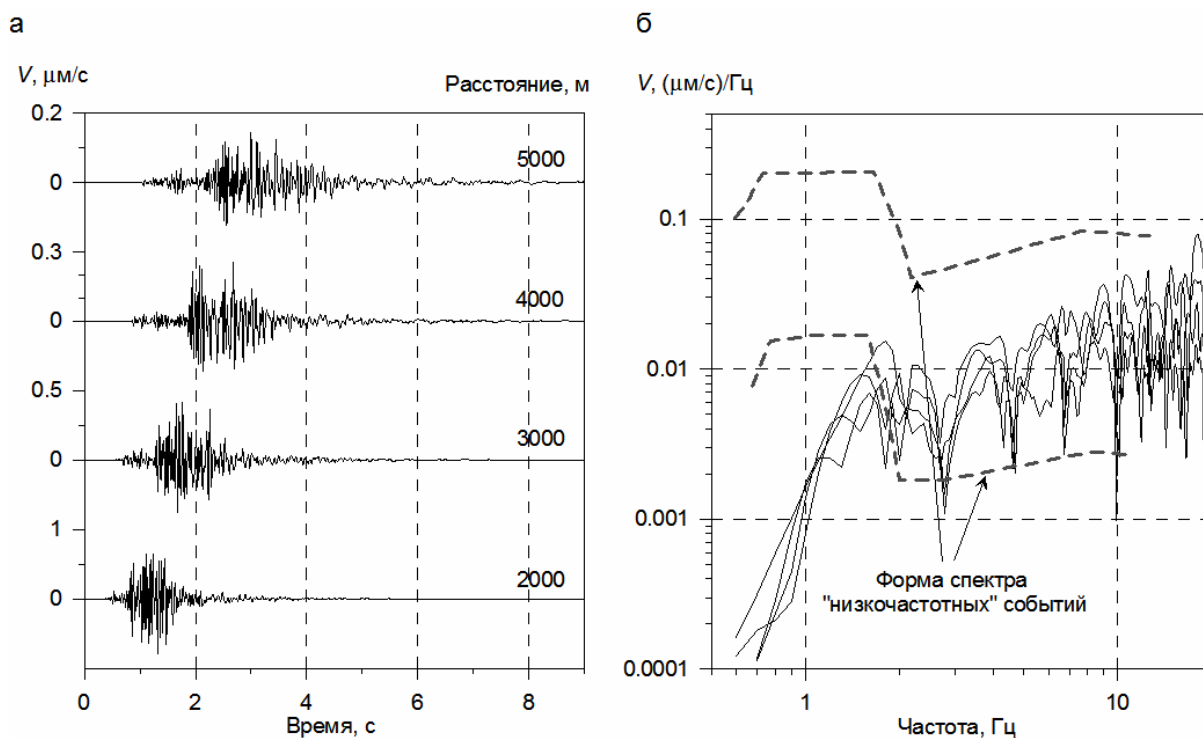 а
б
V, μм/с
Расстояние, м
V, (μм/с)/Гц
0.2
5000
0
0.3
4000
0
0.5
3000
0
1
2000
0
0
2
4
6
8
Время, с
0.1
0.01
0.001
0.0001
Форма спектра
"низкочастотных" событий
1
10
Частота, Гц